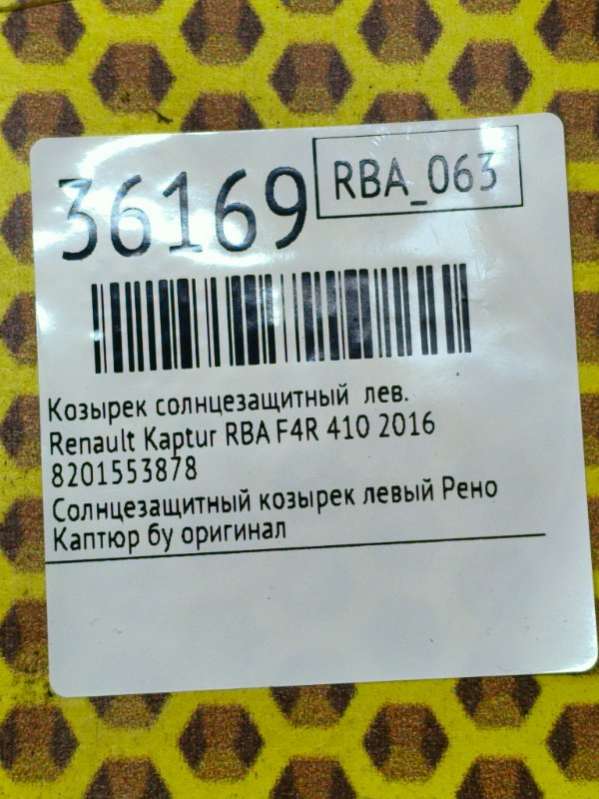 36169
RBA_063
Козырек солнцезащитный лев.
Renault Kaptur RBA F4R 410 2016
8201553878
Солнцезащитный козырек левый Рено
Каптюр бу оригинал